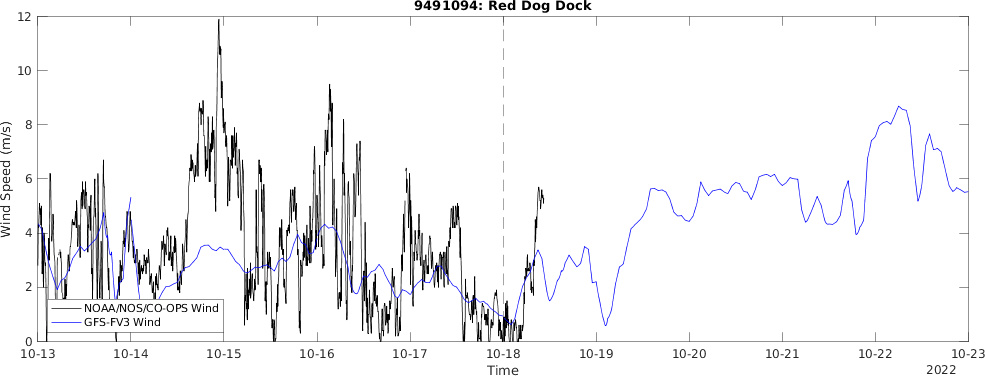 9491094: Red Dog Dock
Wind Speed (m/s)
12
10
8
6
4
2
0
NOAA/NOS/CO-OPS Wind
GFS-FV3 Wind
10-13 10-14 10-15 10-16 10-17 10-18 10-19 10-20 10-21 10-22 10-23
Time
2022